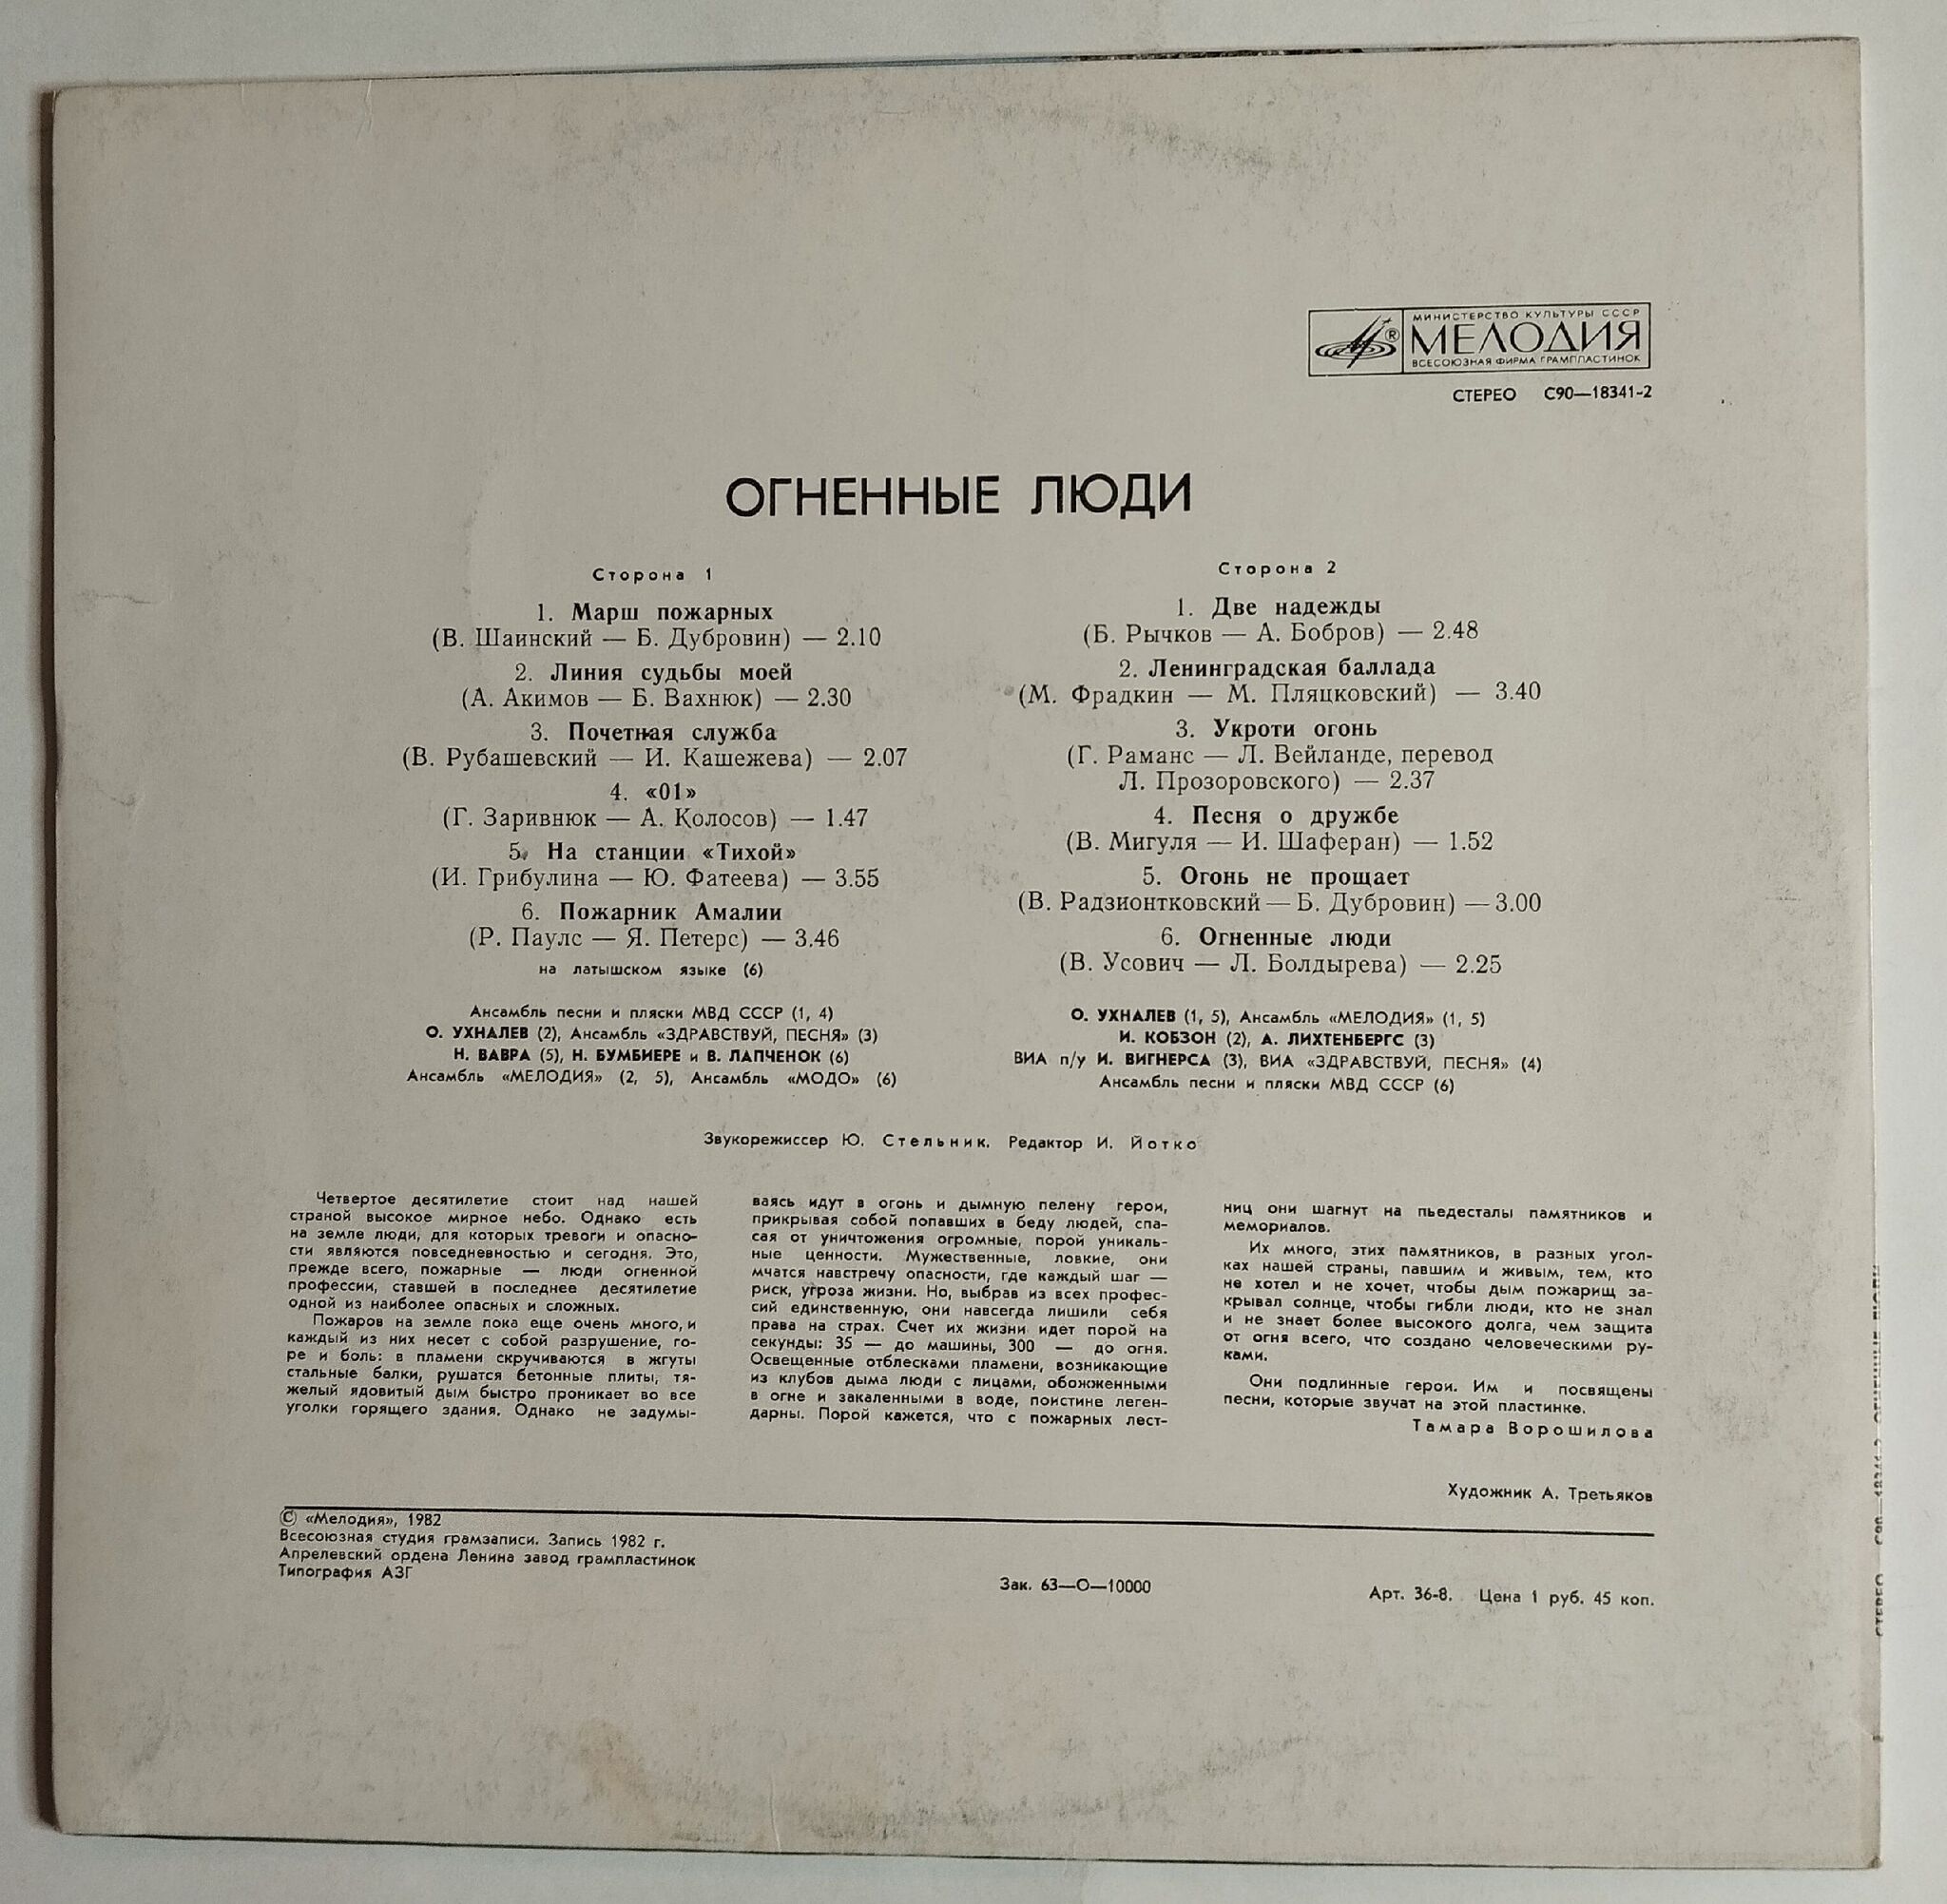 МИНИСТЕРСТВО КУЛЬТУРЫ СССР
МЕЛОДИЯ
ВСЕСОЮЗНАЯ ФИРМА ГРАМПЛАСТИНОК
СТЕРЕО С90—18341-2
ОГНЕННЫЕ ЛЮДИ
Сторона 1
1. Марш пожарных
(В. Шаинский — Б. Дубровин) — 2.10
2. Линия судьбы моей
(А. Акимов — Б. Вахнюк) — 2.30
3. Почетная служба
(В. Рубашевский — И. Кашежева) — 2.07
4. «01»
(Г. Заривнюк — А. Колосов) — 1.47
5. На станции «Тихой»
(И. Грибулина — Ю. Фатеева) — 3.55
6. Пожарник Амалии
(Р. Паулс — Я. Петерс) — 3.46
на латышском языке (6)
Ансамбль песни и пляски МВД СССР (1, 4)
О. УХНАЛЕВ (2), Ансамбль «ЗДРАВСТВУЙ, ПЕСНЯ» (3)
Н. ВАВРА (5), Н. БУМБИЕРЕ и В. ЛАПЧЕНОК (6)
Ансамбль «МЕЛОДИЯ» (2, 5), Ансамбль «МОДО» (6)
Сторона 2
1. Две надежды
(Б. Рычков — А. Бобров) — 2.48
2. Ленинградская баллада
(М. Фрадкин — М. Пляцковский) — 3.40
3. Укроти огонь
(Г. Раманс — Л. Вейланде, перевод
Л. Прозоровского) — 2.37
4. Песня о дружбе
(В. Мигуля — И. Шаферан) — 1.52
5. Огонь не прощает
(В. Радзионтковский — Б. Дубровин) — 3.00
6. Огненные люди
(В. Усович — Л. Болдырева) — 2.25
О. УХНАЛЕВ (1, 5), Ансамбль «МЕЛОДИЯ» (1, 5)
И. КОБЗОН (2), А. ЛИХТЕНБЕРГС (3)
ВИА п/у И. ВИГНЕРСА (3), ВИА «ЗДРАВСТВУЙ, ПЕСНЯ» (4)
Ансамбль песни и пляски МВД СССР (6)
Звукорежиссер Ю. Стельник. Редактор И. Йотко
Четвертое десятилетие стоит над нашей
страной высокое мирное небо. Однако есть
на земле люди, для которых тревоги и опасно-
сти являются повседневностью и сегодня. Это,
прежде всего, пожарные — люди огненной
профессии, ставшей в последнее десятилетие
одной из наиболее опасных и сложных.
Пожаров на земле пока еще очень много, и
каждый из них несет с собой разрушение, го-
ре и боль: в пламени скручиваются в жгуты
стальные балки, рушатся бетонные плиты, тя-
желый ядовитый дым быстро проникает во все
уголки горящего здания. Однако не задумы-
ваясь идут в огонь и дымную пелену герои,
прикрывая собой попавших в беду людей, спа-
сая от уничтожения огромные, порой уникаль-
ные ценности. Мужественные, ловкие, они
мчатся навстречу опасности, где каждый шаг —
риск, угроза жизни. Но, выбрав из всех профес-
сий единственную, они навсегда лишили себя
права на страх. Счет их жизни идет порой на
секунды: 35 — до машины, 300 — до огня.
Освещенные отблесками пламени, возникающие
из клубов дыма люди с лицами, обожженными
в огне и закаленными в воде, поистине леген-
дарны. Порой кажется, что с пожарных лест-
ниц они шагнут на пьедесталы памятников и
мемориалов.
Их много, этих памятников, в разных угол-
ках нашей страны, павшим и живым, тем, кто
не хотел и не хочет, чтобы дым пожарищ за-
крывал солнце, чтобы гибли люди, кто не знал
и не знает более высокого долга, чем защита
от огня всего, что создано человеческими ру-
ками.
Они подлинные герои. Им и посвящены
песни, которые звучат на этой пластинке.
Тамара Ворошилова
Художник А. Третьяков
© «Мелодия», 1982
Всесоюзная студия грамзаписи. Запись 1982 г.
Апрелевский ордена Ленина завод грампластинок
Типография АЗГ
Зак. 63—О—10000
Арт. 36-8. Цена 1 руб. 45 коп.